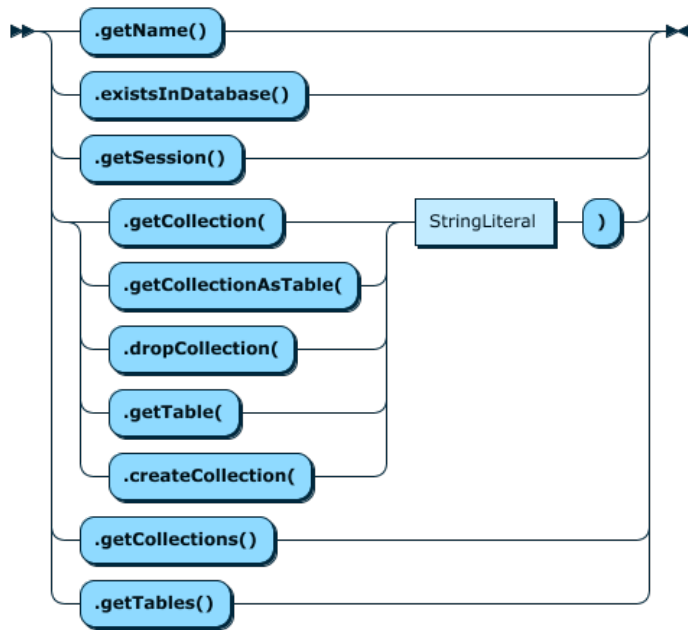 .getName()
.existsInDatabase()
.getSession()
.getCollection( StringLiteral )
.getCollectionAsTable(
.dropCollection(
.getTable(
.createCollection(
.getCollections()
.getTables()